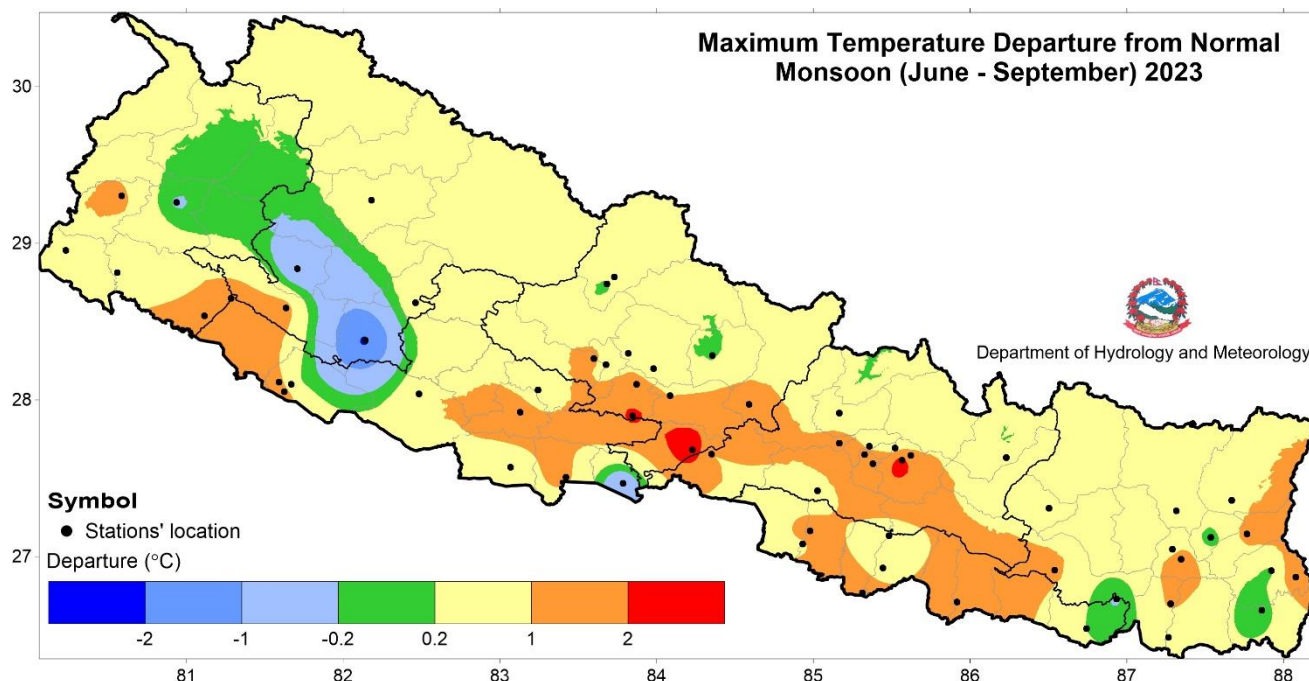 Maximum Temperature Departure from Normal
Monsoon (June - September) 2023
30
29
28
27
Department of Hydrology and Meteorology
Symbol
Stations' location
Departure (°C)
-2 -1 -0.2 0.2 1 2
81 82 83 84 85 86 87 88